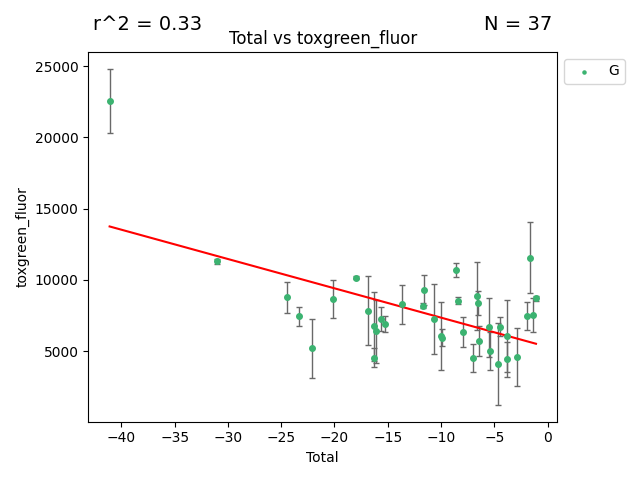 r^2 = 0.33
N = 37
Total vs toxgreen_fluor
G
25000
20000
15000
10000
5000
toxgreen_fluor
−40 −35 −30 −25 −20 −15 −10 −5 0
Total